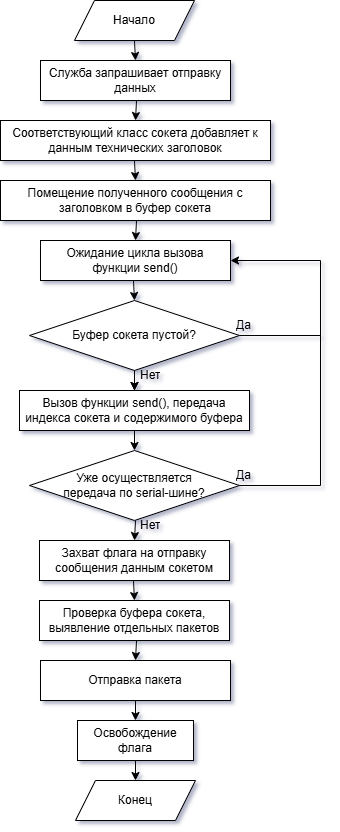 Начало
Служба запрашивает отправку
данных
Соответствующий класс сокета добавляет к
данным технических заголовок
Помещение полученного сообщения с
заголовком в буфер сокета
Ожидание цикла вызова
функции send()
Буфер сокета пустой?
Да
Нет
Вызов функции send(), передача
индекса сокета и содержимого буфера
Уже осуществляется
передача по serial-шине?
Да
Нет
Захват флага на отправку
сообщения данным сокетом
Проверка буфера сокета,
выявление отдельных пакетов
Отправка пакета
Освобождение
флага
Конец